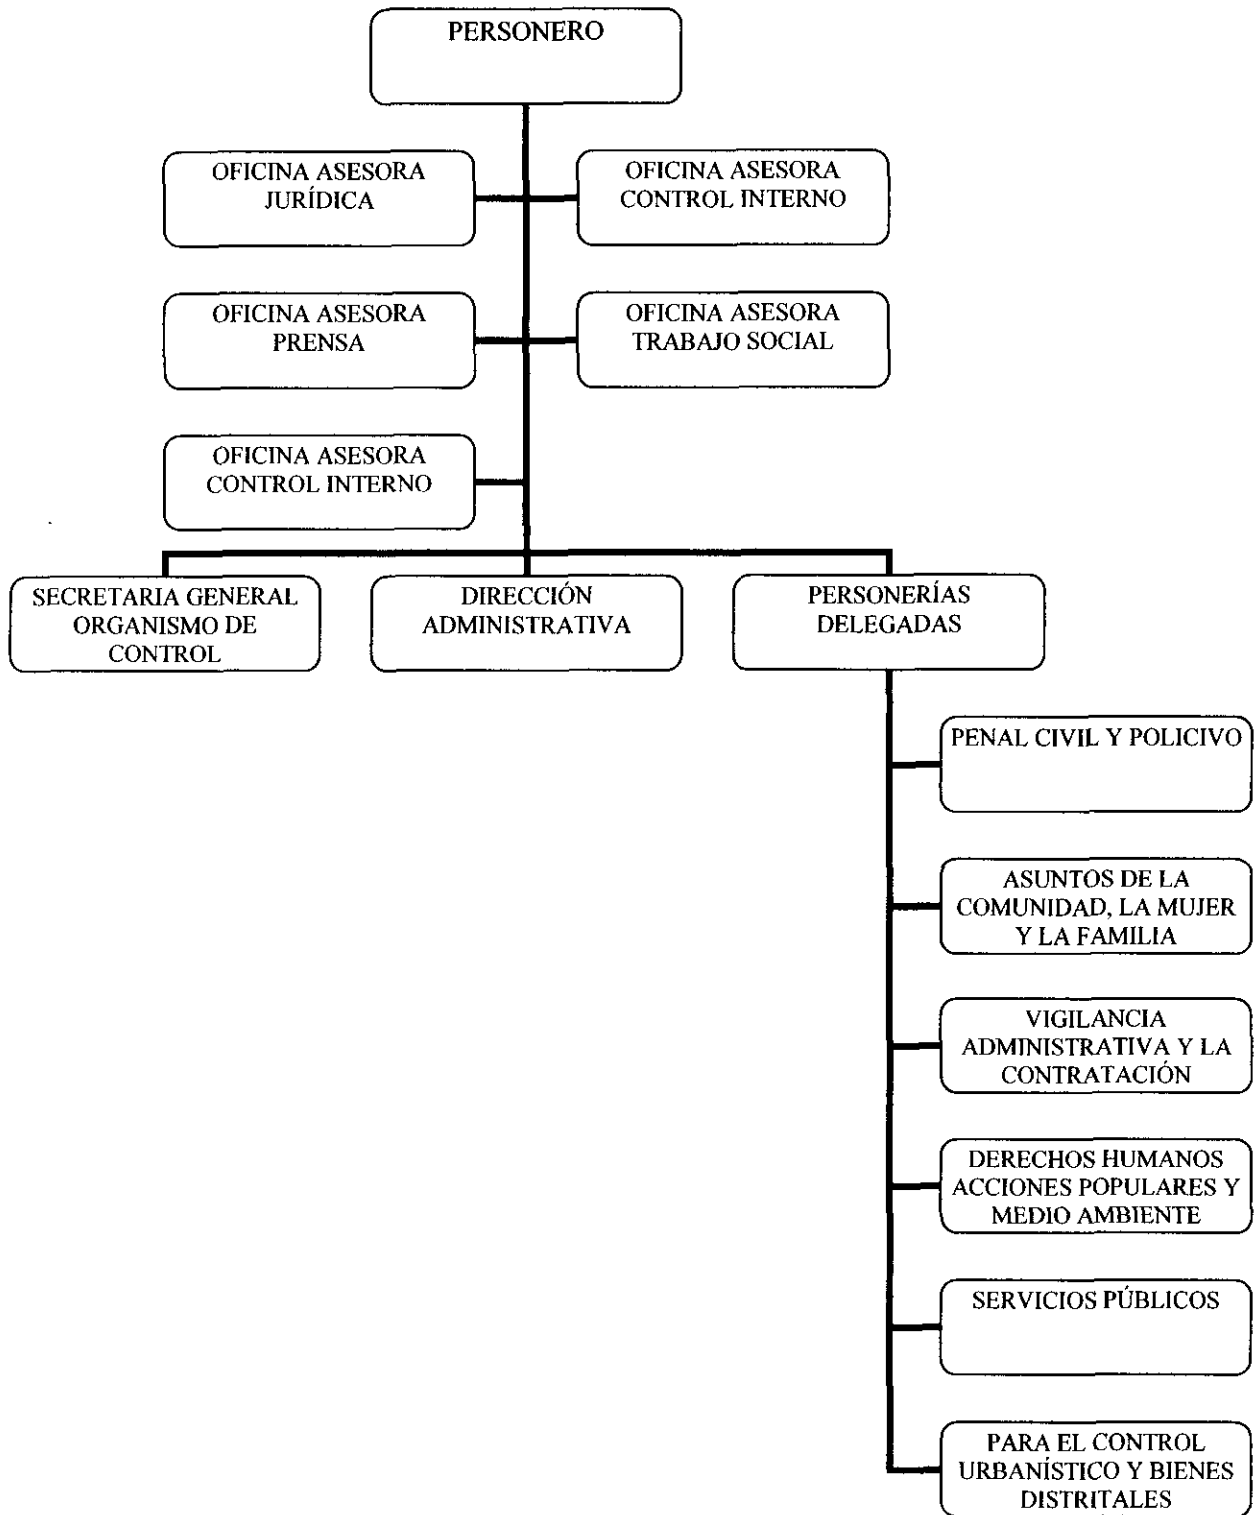 PERSONERO
OFICINA ASESORA
JURÍDICA
OFICINA ASESORA
CONTROL INTERNO
OFICINA ASESORA
PRENSA
OFICINA ASESORA
TRABAJO SOCIAL
OFICINA ASESORA
CONTROL INTERNO
SECRETARIA GENERAL
ORGANISMO DE
CONTROL
DIRECCIÓN
ADMINISTRATIVA
PERSONERÍAS
DELEGADAS
PENAL CIVIL Y POLICIVO
ASUNTOS DE LA
COMUNIDAD, LA MUJER
Y LA FAMILIA
VIGILANCIA
ADMINISTRATIVA Y LA
CONTRATACIÓN
DERECHOS HUMANOS
ACCIONES POPULARES Y
MEDIO AMBIENTE
SERVICIOS PÚBLICOS
PARA EL CONTROL
URBANÍSTICO Y BIENES
DISTRITALES